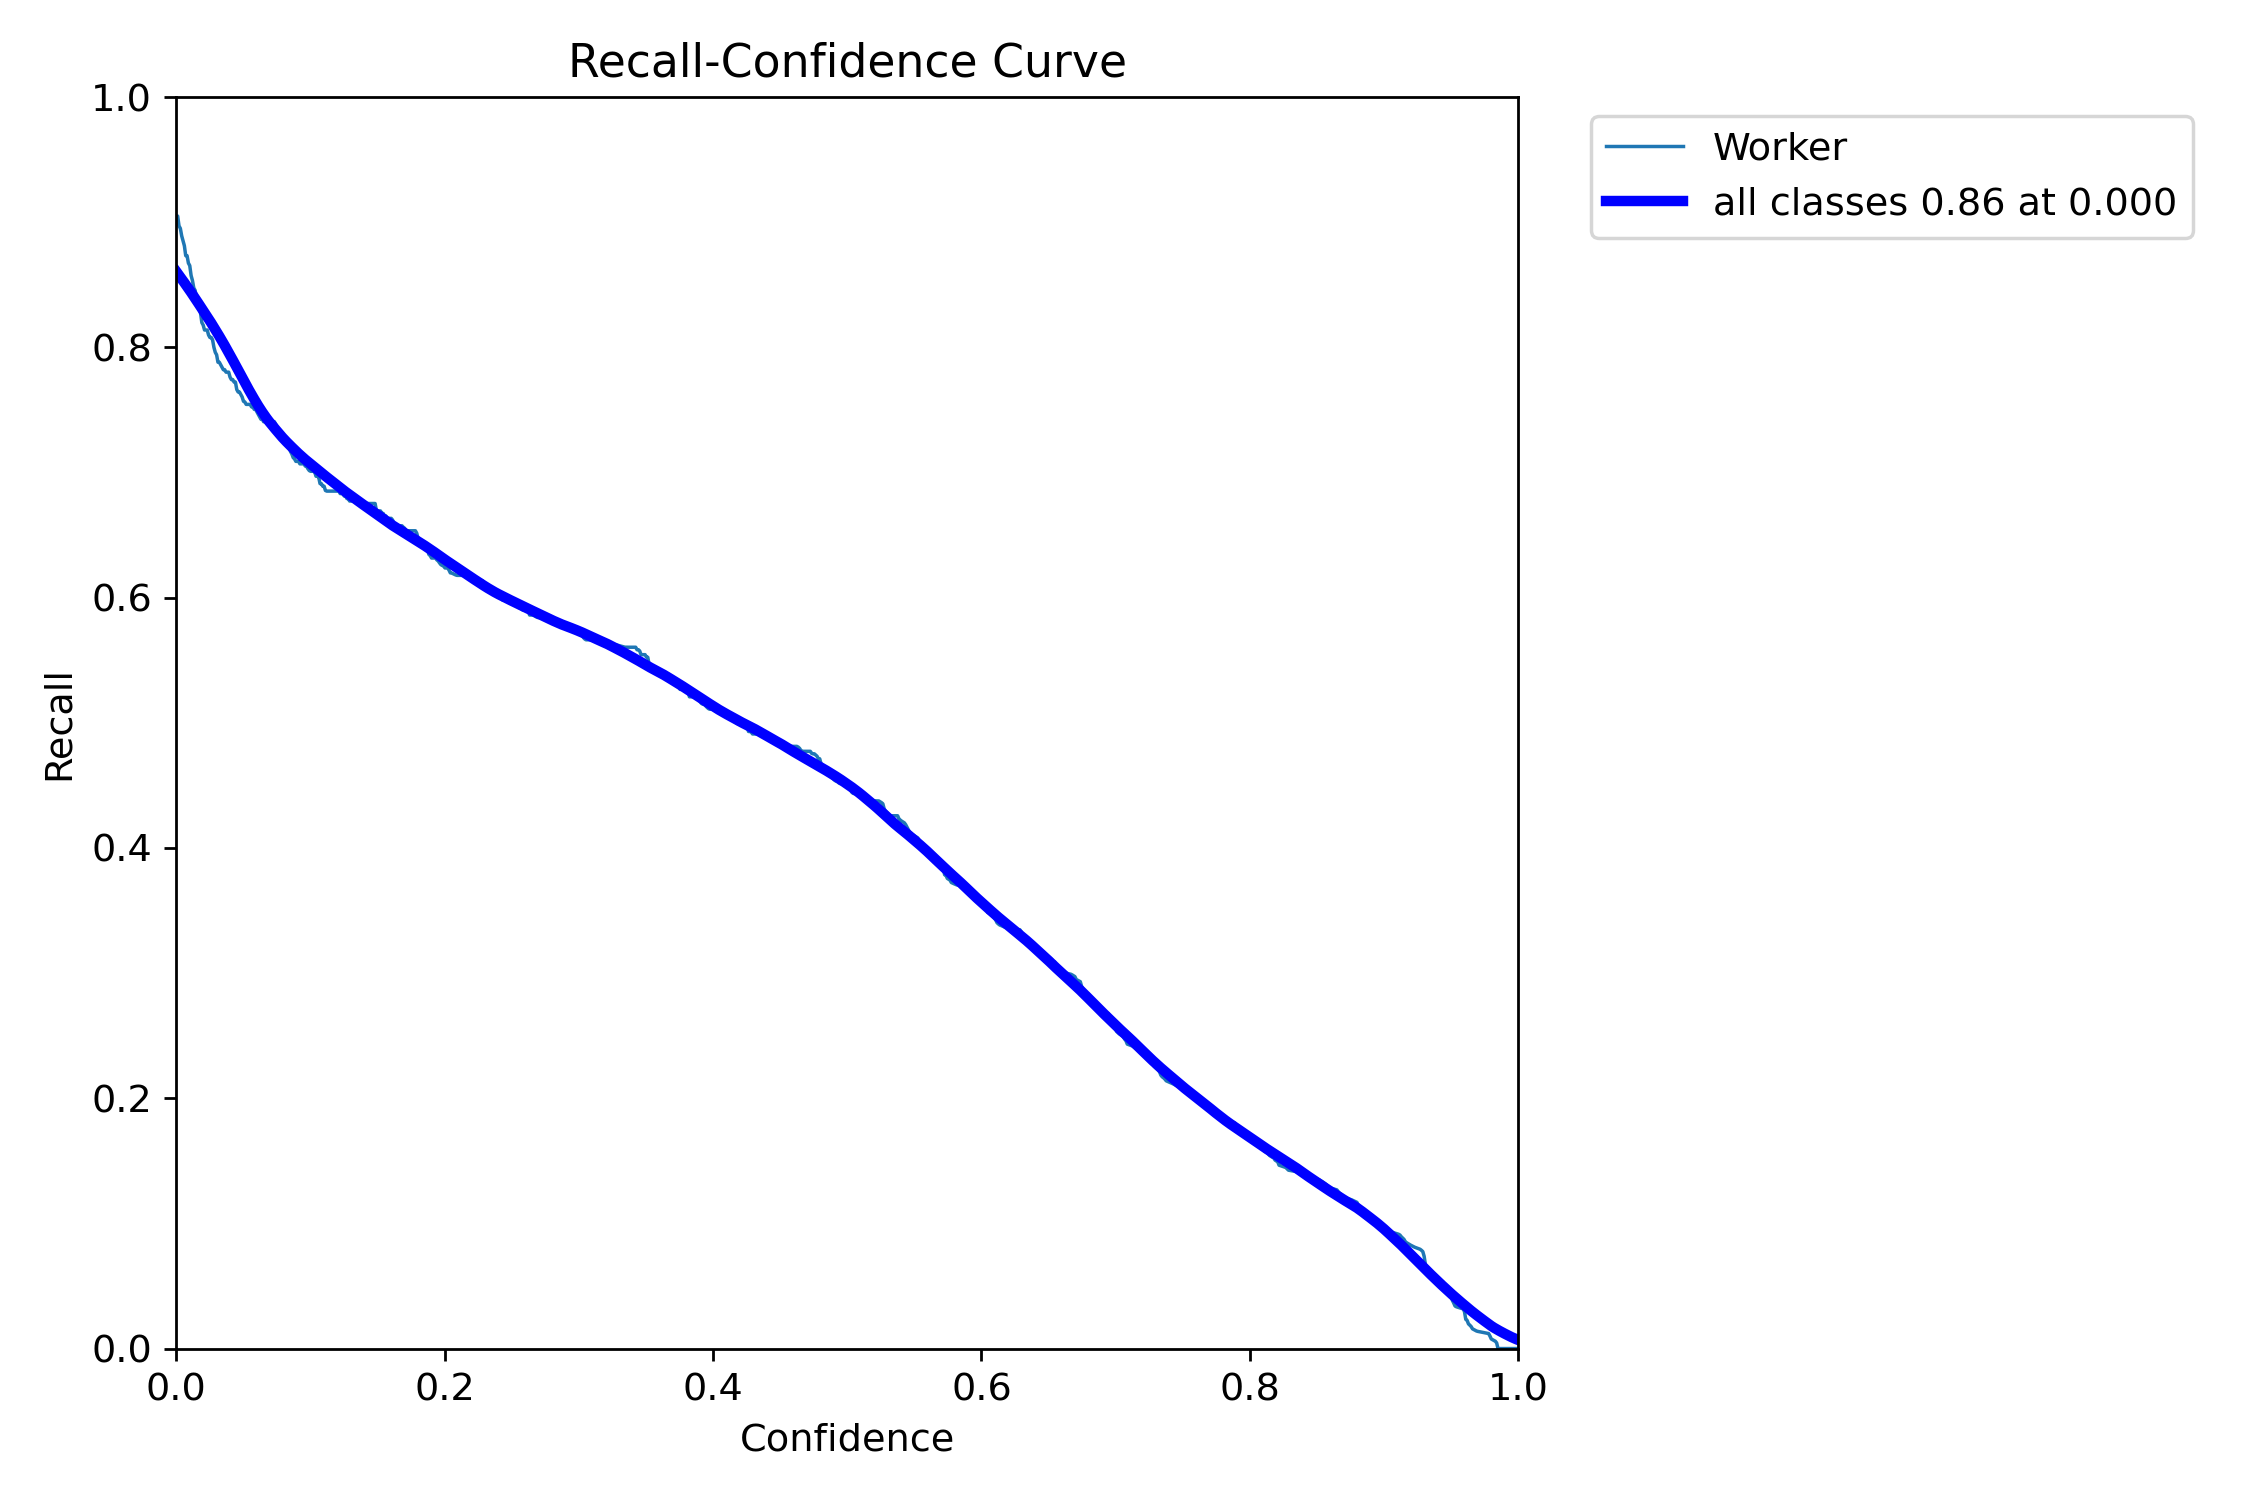 Recall-Confidence Curve
1.0
0.8
0.6
0.4
0.2
0.0
Recall
0.0 0.2 0.4 0.6 0.8 1.0
Confidence
Worker
all classes 0.86 at 0.000